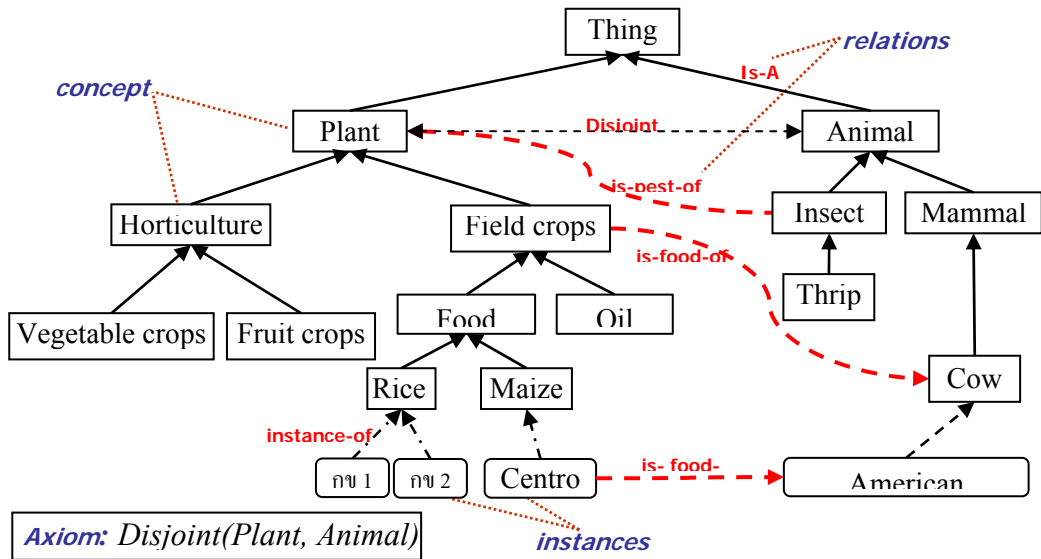 Thing
relations
Is-A
concept
Plant
Disjoint
Animal
is-pest-of
Horticulture
Field crops
Insect
Mammal
is-food-of
Thrip
Vegetable crops
Fruit crops
Food
Oil
Rice
Maize
Cow
instance-of
กข 1
กข 2
Centro
is- food-
American
Axiom: Disjoint(Plant, Animal)
instances